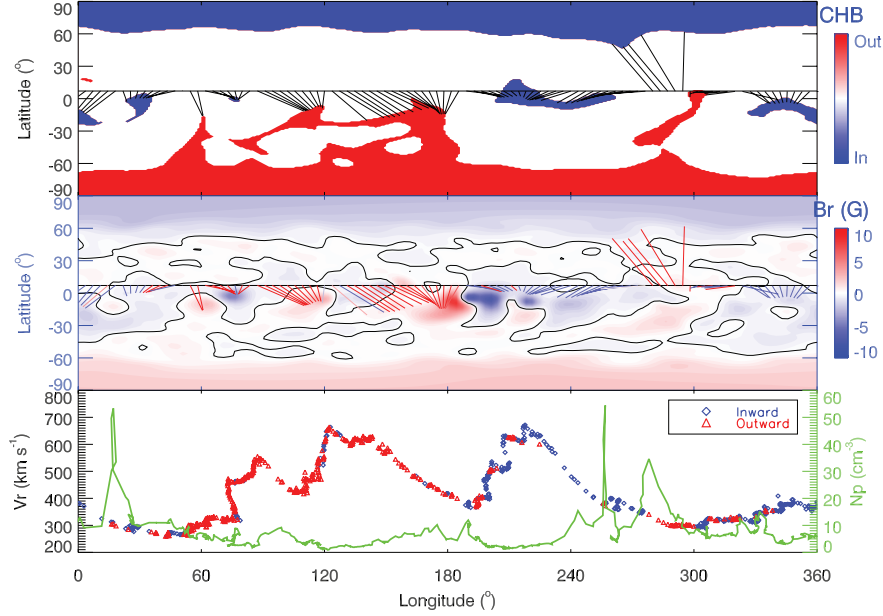 90
60
30
0
-30
-60
-90
Latitude (°)
CHB
Out
In
90
60
30
0
-30
-60
-90
Latitude (°)
Br (G)
10
5
0
-5
-10
800
700
600
500
400
300
200
Vr (km s⁻¹)
Inward
Outward
60
50
40
30
20
10
0
Np (cm⁻³)
0 60 120 180 240 300 360
Longitude (°)